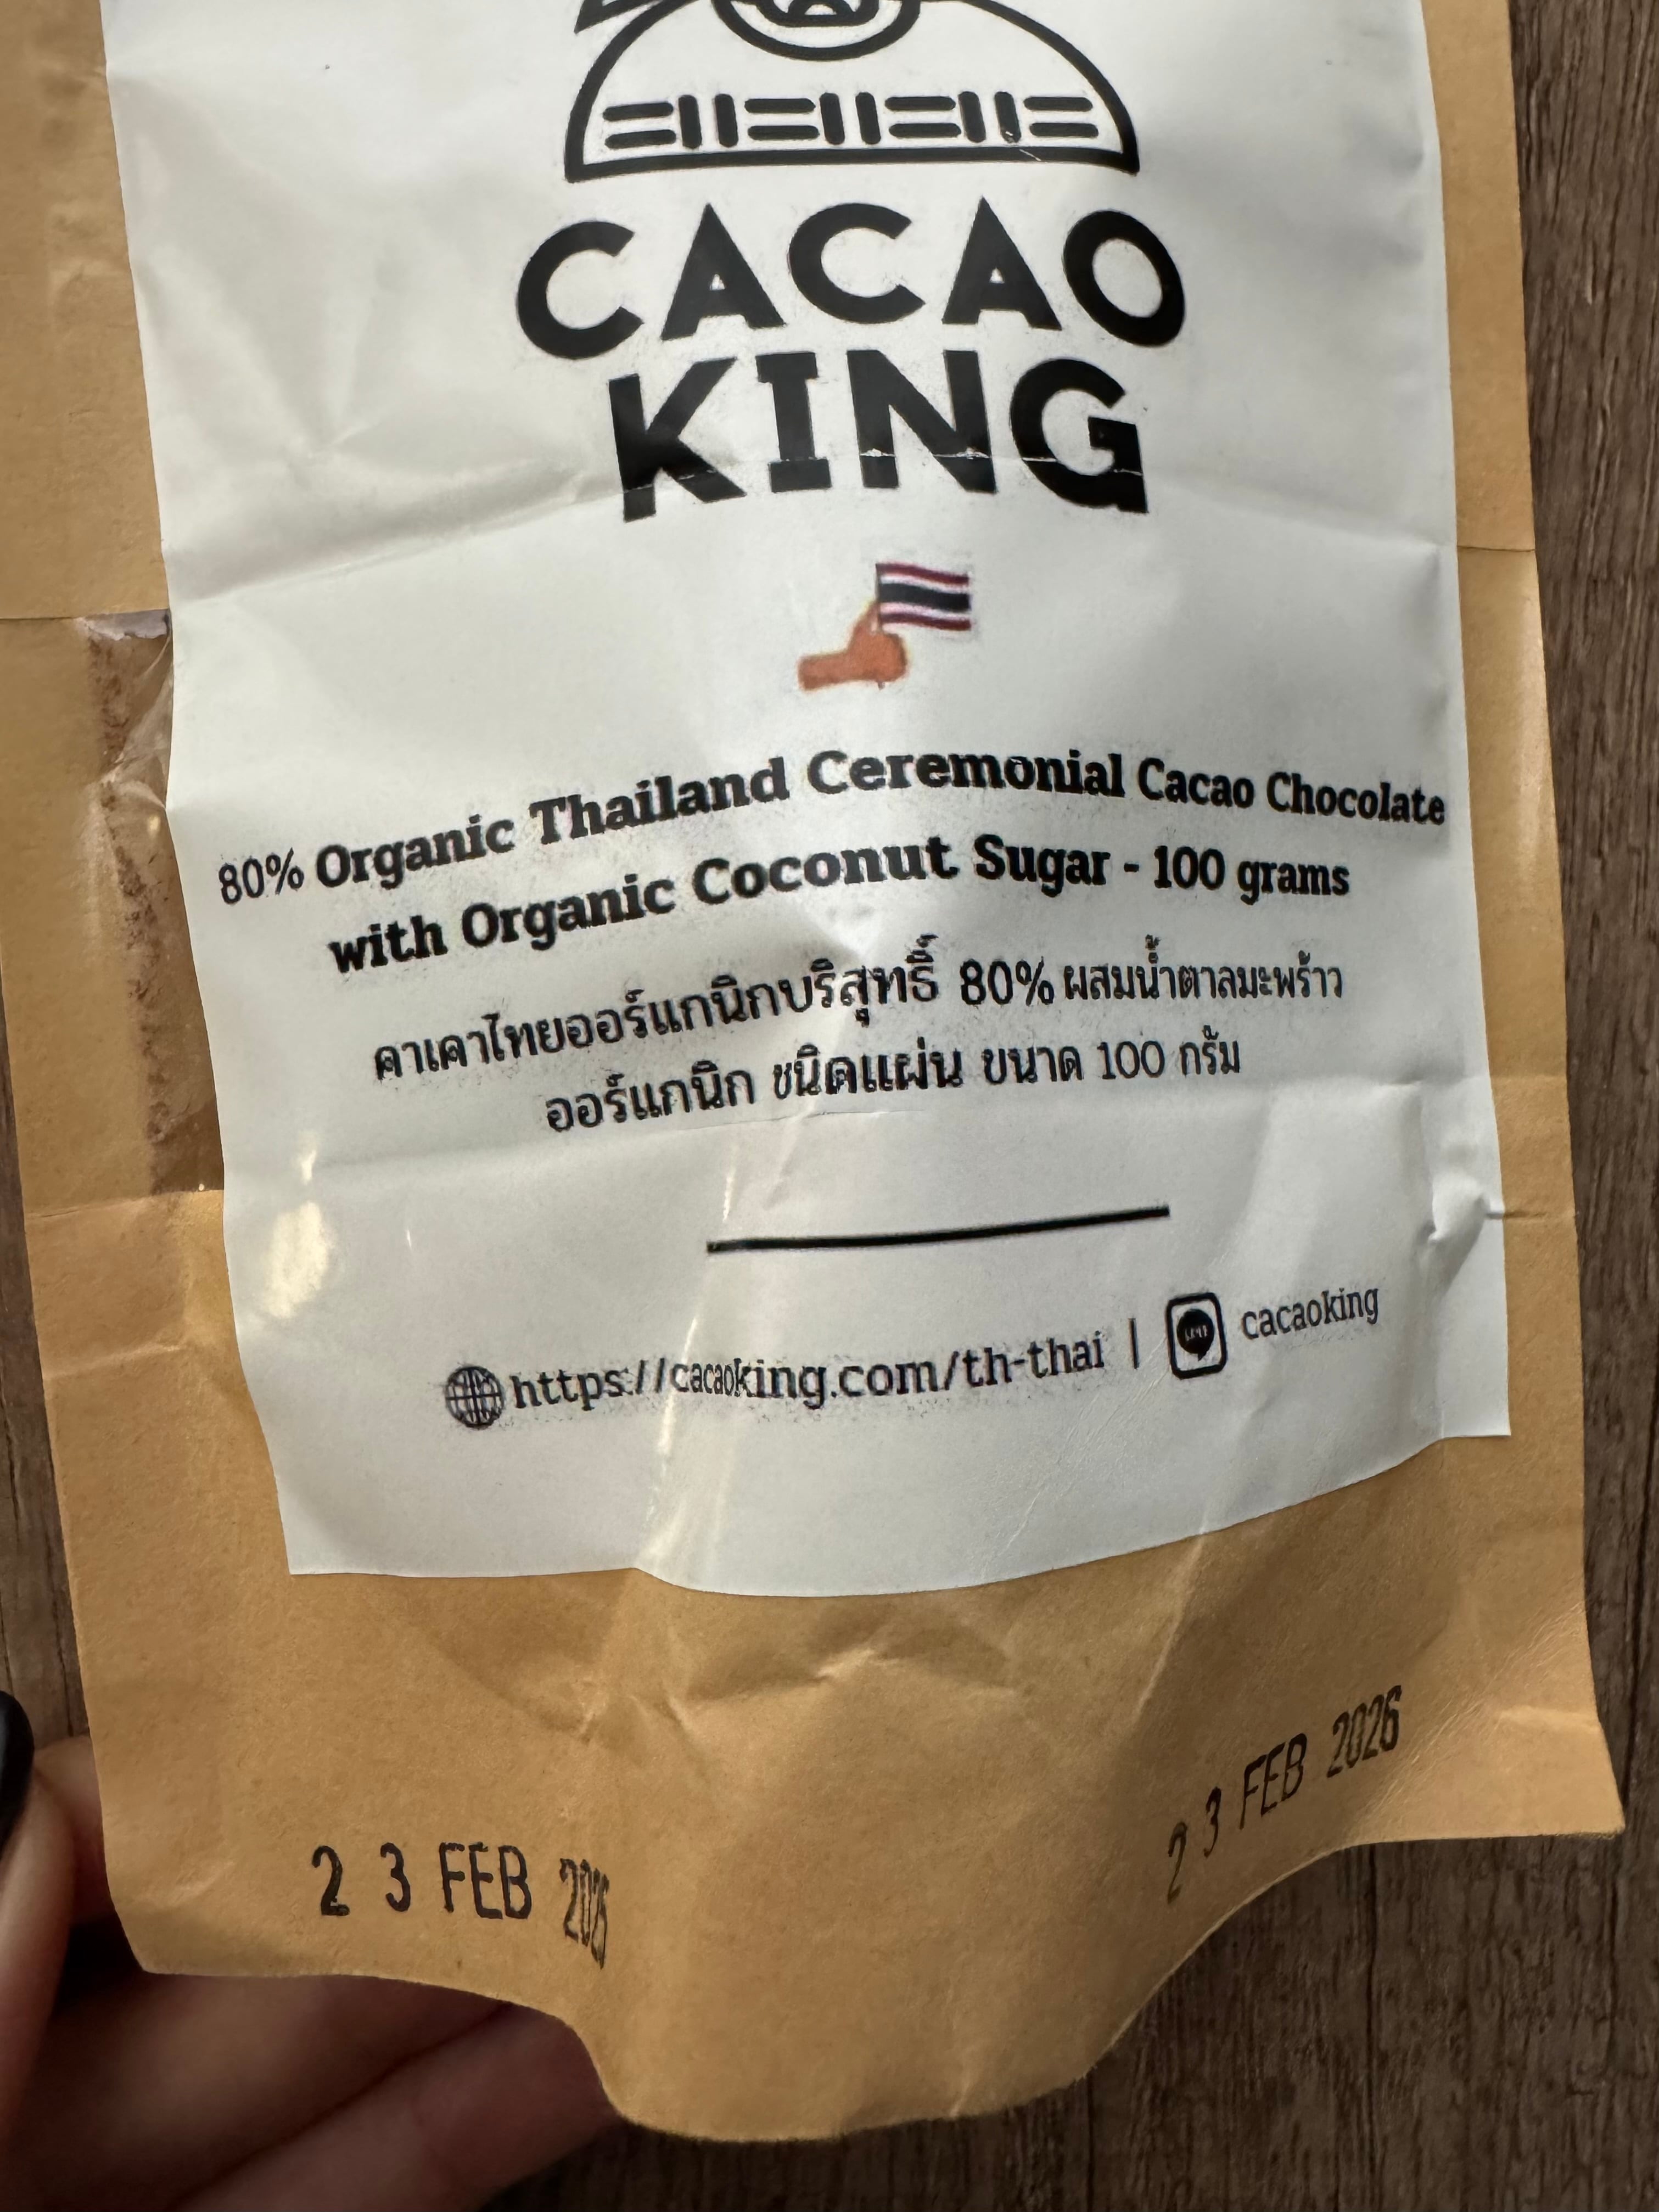 CACAO
KING
80% Organic Thailand Ceremonial Cacao Chocolate
with Organic Coconut Sugar - 100 grams
คาเคาไทยออร์แกนิกบริสุทธิ์ 80% ผสมน้ำตาลมะพร้าว
ออร์แกนิก ชนิดแผ่น ขนาด 100 กรัม
https://cacaoking.com/th-thai | cacaoking
2 3 FEB
2 3 FEB 2026